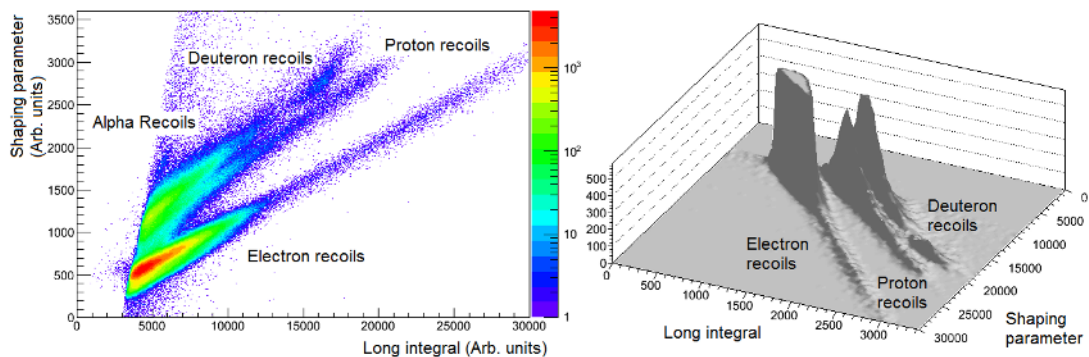 3500
3000
2500
2000
1500
1000
500
0
Shaping parameter
(Arb. units)
Deuteron recoils
Proton recoils
Alpha Recoils
Electron recoils
0
5000
10000
15000
20000
25000
30000
Long integral (Arb. units)
10³
10²
10
1
500
400
300
200
100
0
0
500
1000
1500
2000
2500
3000
Long integral
Electron
recoils
Proton
recoils
Deuteron
recoils
0
5000
10000
15000
20000
25000
30000
Shaping
parameter